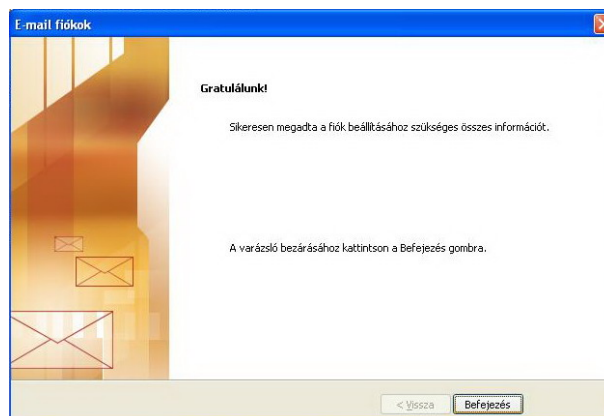 E-mail fiókok
Gratulálunk!
Sikeresen megadta a fiók beállításához szükséges összes információt.
A varázsló bezárásához kattintson a Befejezés gombra.
< Vissza
Befejezés